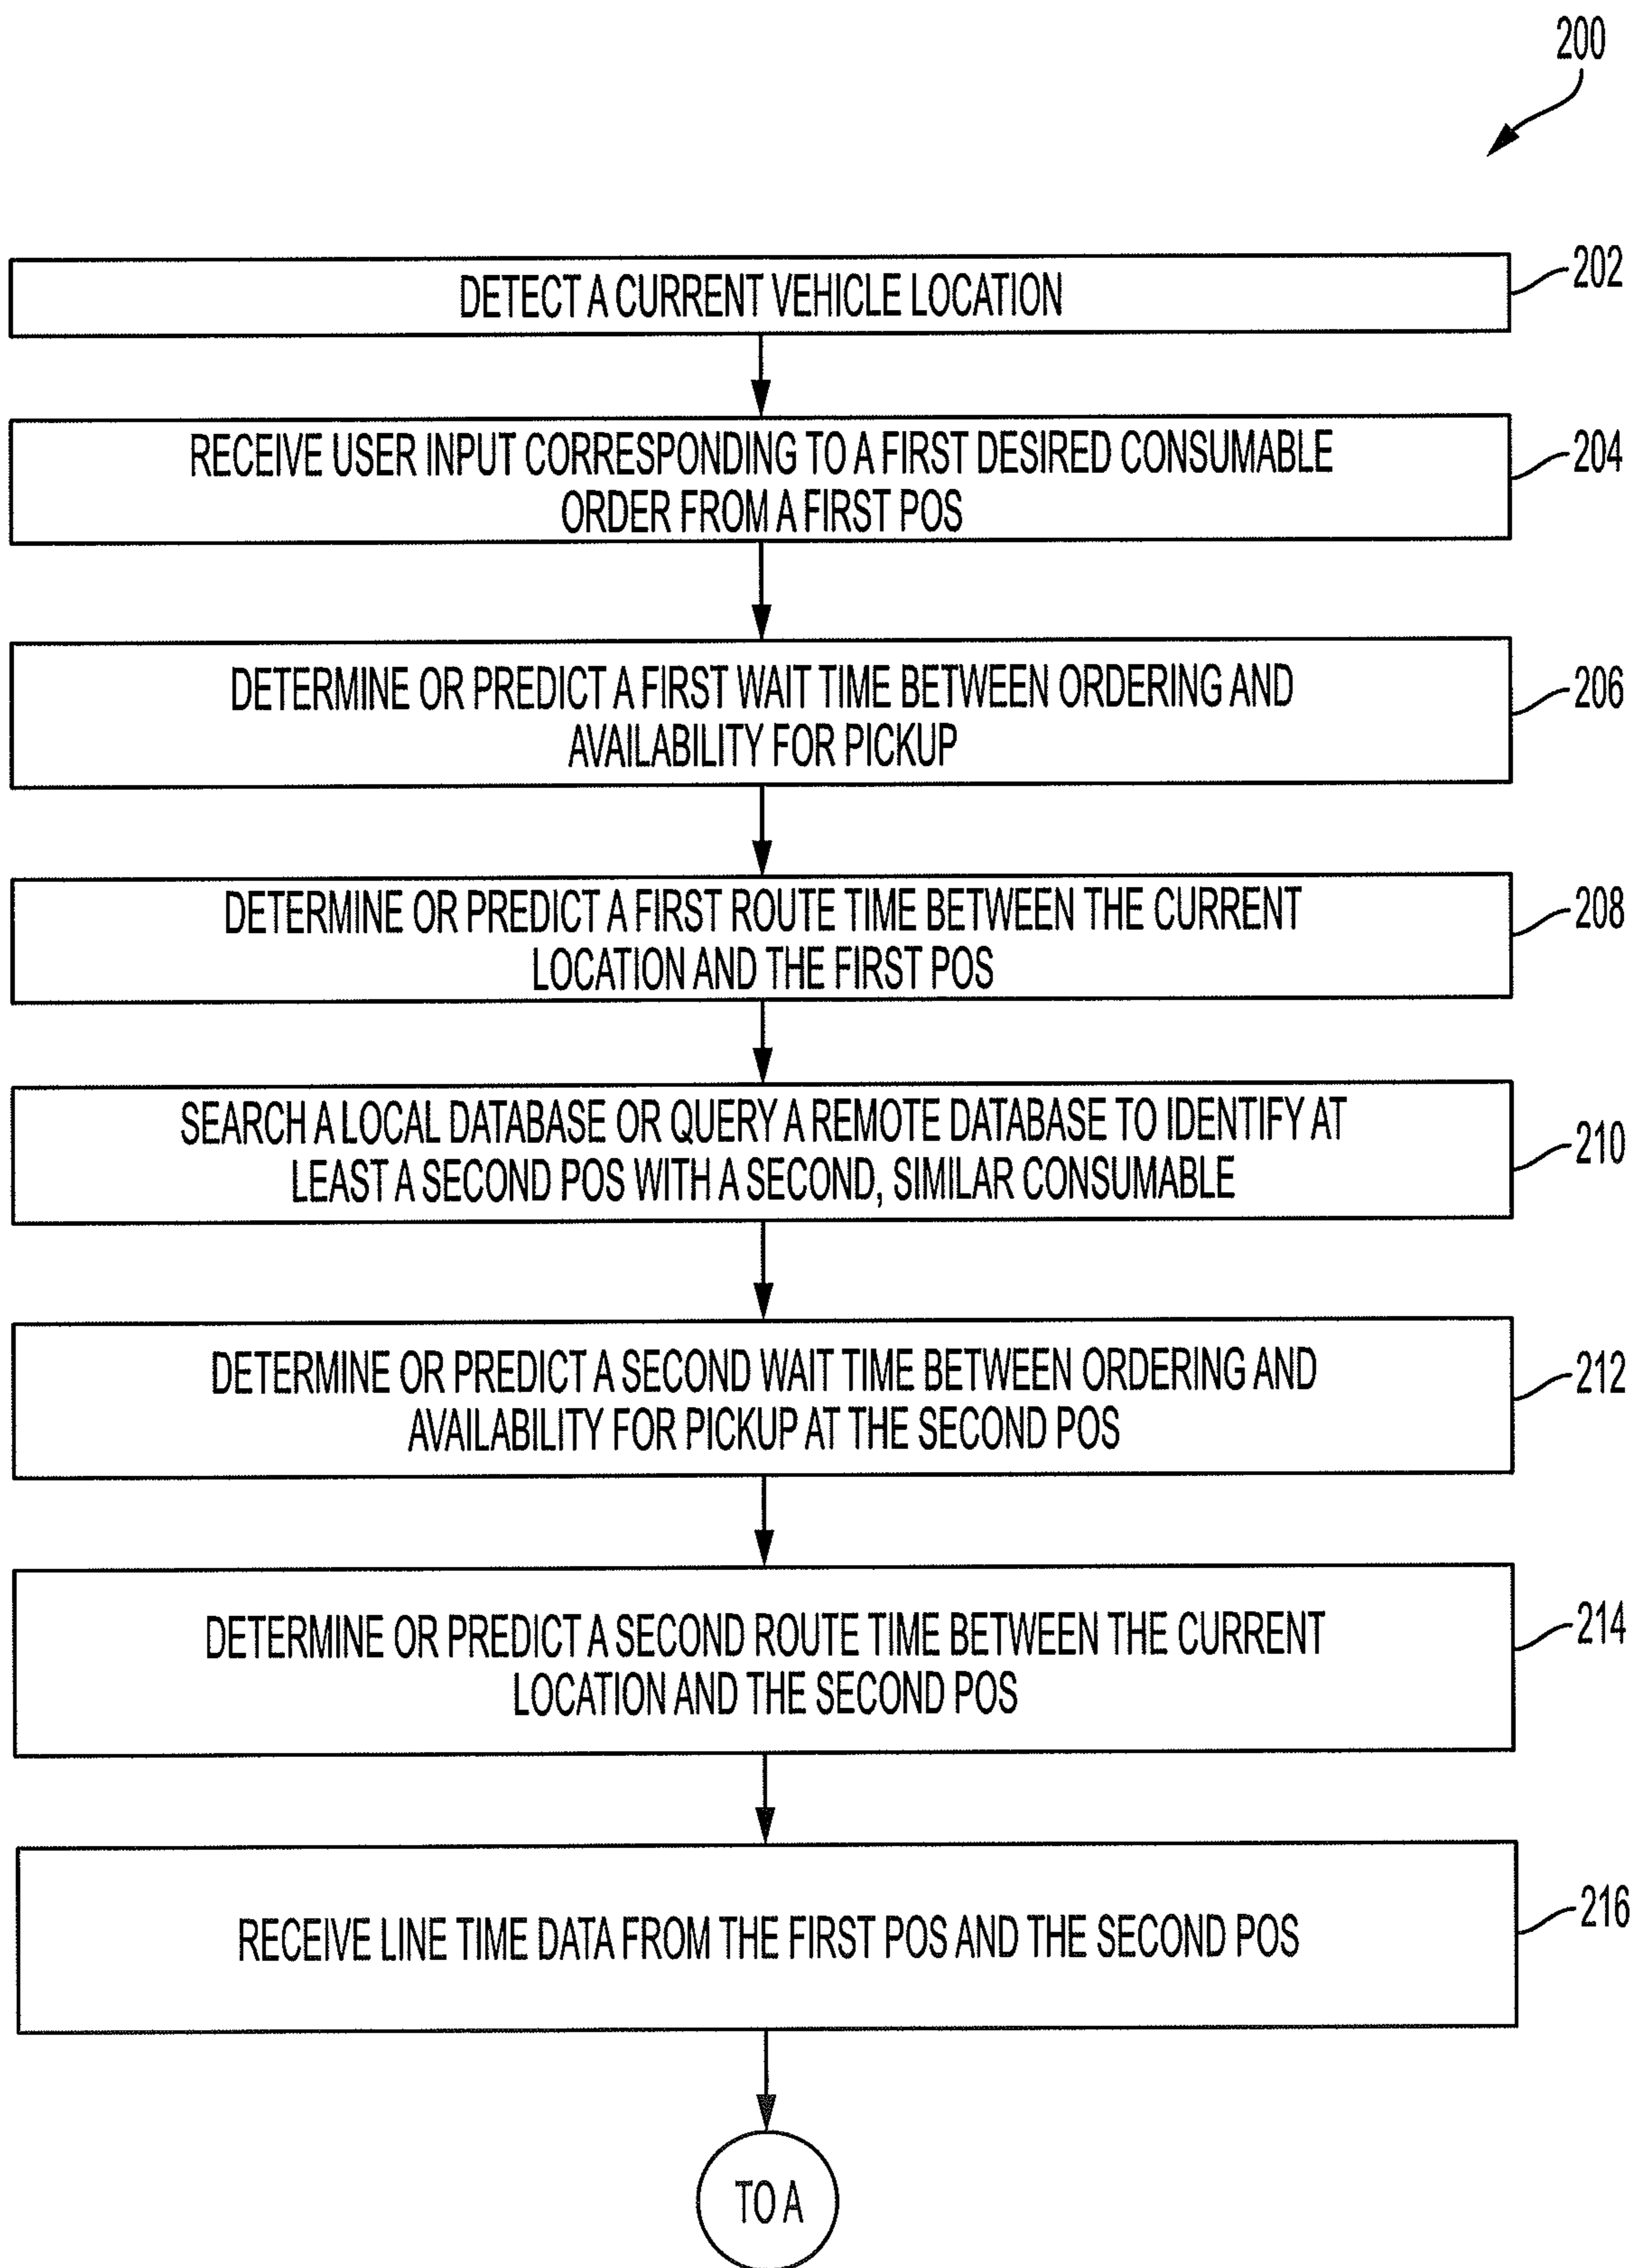 200
DETECT A CURRENT VEHICLE LOCATION
202
RECEIVE USER INPUT CORRESPONDING TO A FIRST DESIRED CONSUMABLE
ORDER FROM A FIRST POS
204
DETERMINE OR PREDICT A FIRST WAIT TIME BETWEEN ORDERING AND
AVAILABILITY FOR PICKUP
206
DETERMINE OR PREDICT A FIRST ROUTE TIME BETWEEN THE CURRENT
LOCATION AND THE FIRST POS
208
SEARCH A LOCAL DATABASE OR QUERY A REMOTE DATABASE TO IDENTIFY AT
LEAST A SECOND POS WITH A SECOND, SIMILAR CONSUMABLE
210
DETERMINE OR PREDICT A SECOND WAIT TIME BETWEEN ORDERING AND
AVAILABILITY FOR PICKUP AT THE SECOND POS
212
DETERMINE OR PREDICT A SECOND ROUTE TIME BETWEEN THE CURRENT
LOCATION AND THE SECOND POS
214
RECEIVE LINE TIME DATA FROM THE FIRST POS AND THE SECOND POS
216
TO A